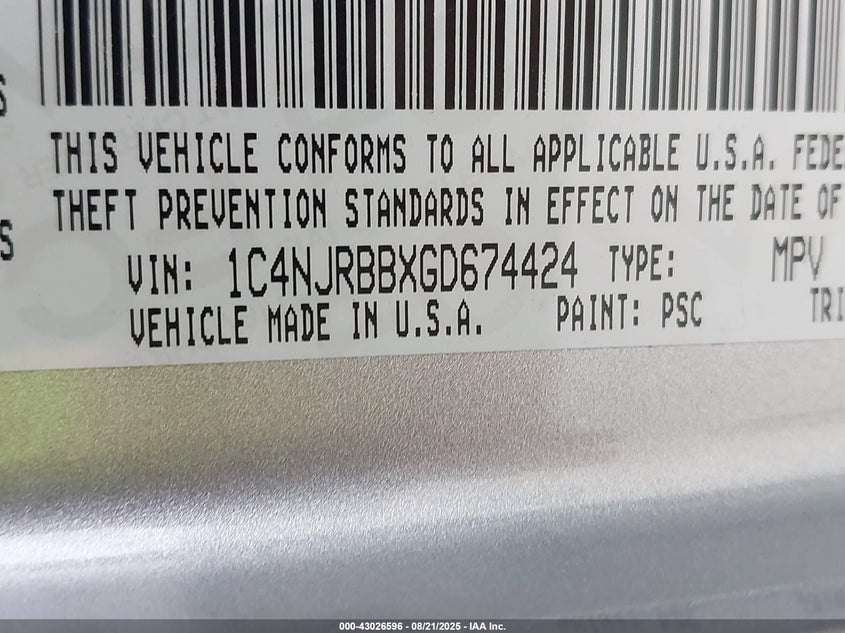 S
THIS VEHICLE CONFORMS TO ALL APPLICABLE U.S.A. FEDE
THEFT PREVENTION STANDARDS IN EFFECT ON THE DATE OF
S
VIN: 1C4NJRBBXGD674424 TYPE: MPV
VEHICLE MADE IN U.S.A. PAINT: PSC TRI
000-43026596 - 08/21/2025 - IAA Inc.